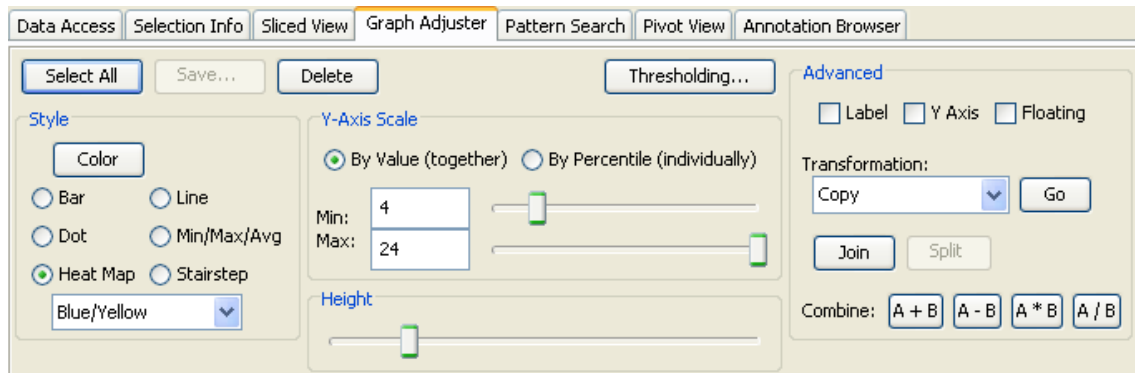 Data Access Selection Info Sliced View Graph Adjuster Pattern Search Pivot View Annotation Browser
Select All Save... Delete Thresholding...
Style
Color
Bar Line
Dot Min/Max/Avg
Heat Map Stairstep
Blue/Yellow
Y-Axis Scale
By Value (together) By Percentile (individually)
Min: 4
Max: 24
Height
Advanced
Label Y Axis Floating
Transformation:
Copy Go
Join Split
Combine: A + B A - B A * B A / B